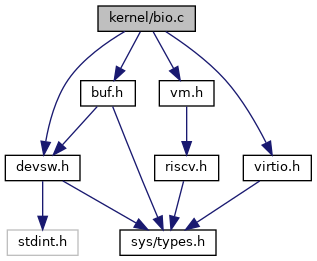 kernel/bio.c
buf.h
vm.h
devsw.h
riscv.h
virtio.h
stdint.h
sys/types.h